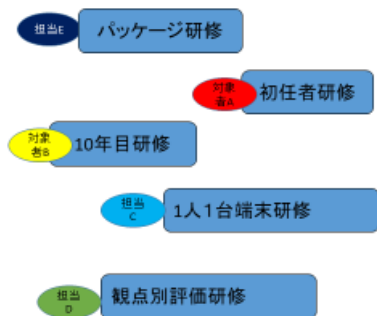 担当E
パッケージ研修
対象
者A
初任者研修
対象
者B
10年目研修
担当
C
1人1台端末研修
担当
D
観点別評価研修